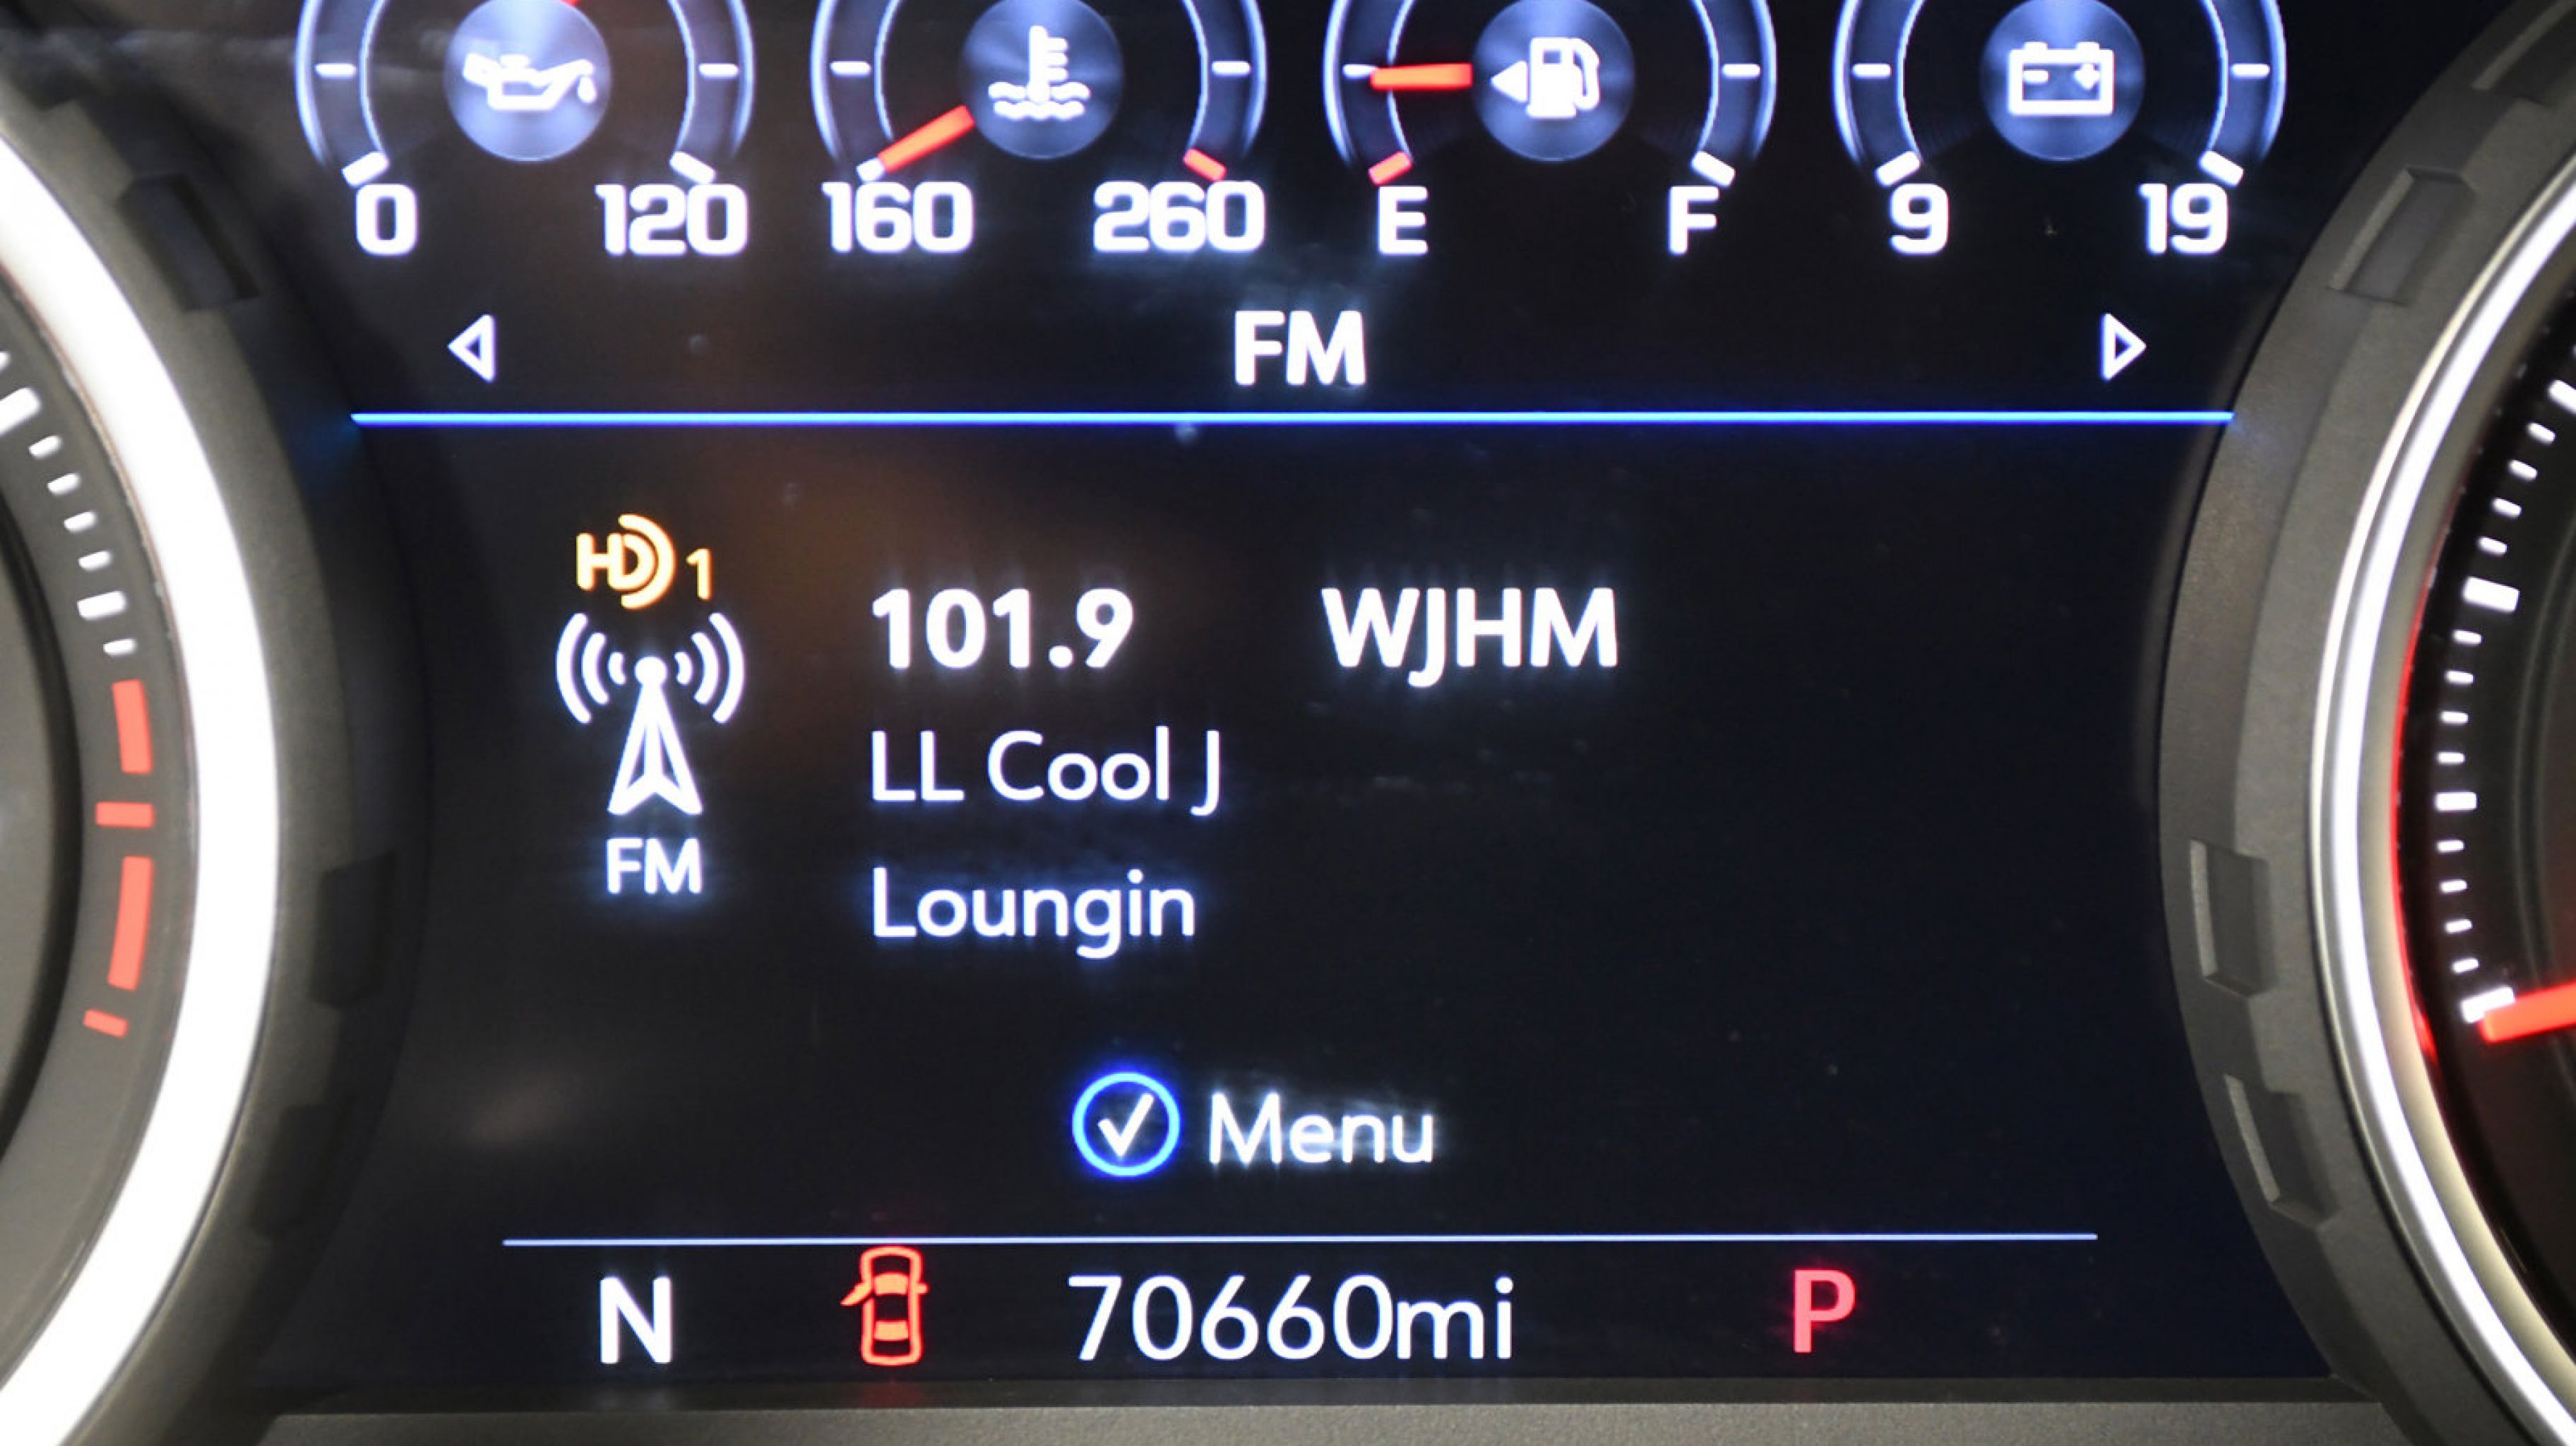 0 120 160 260 E F 9 19
FM
HD 1
101.9 WJHM
LL Cool J
Loungin
FM
Menu
N 70660mi P